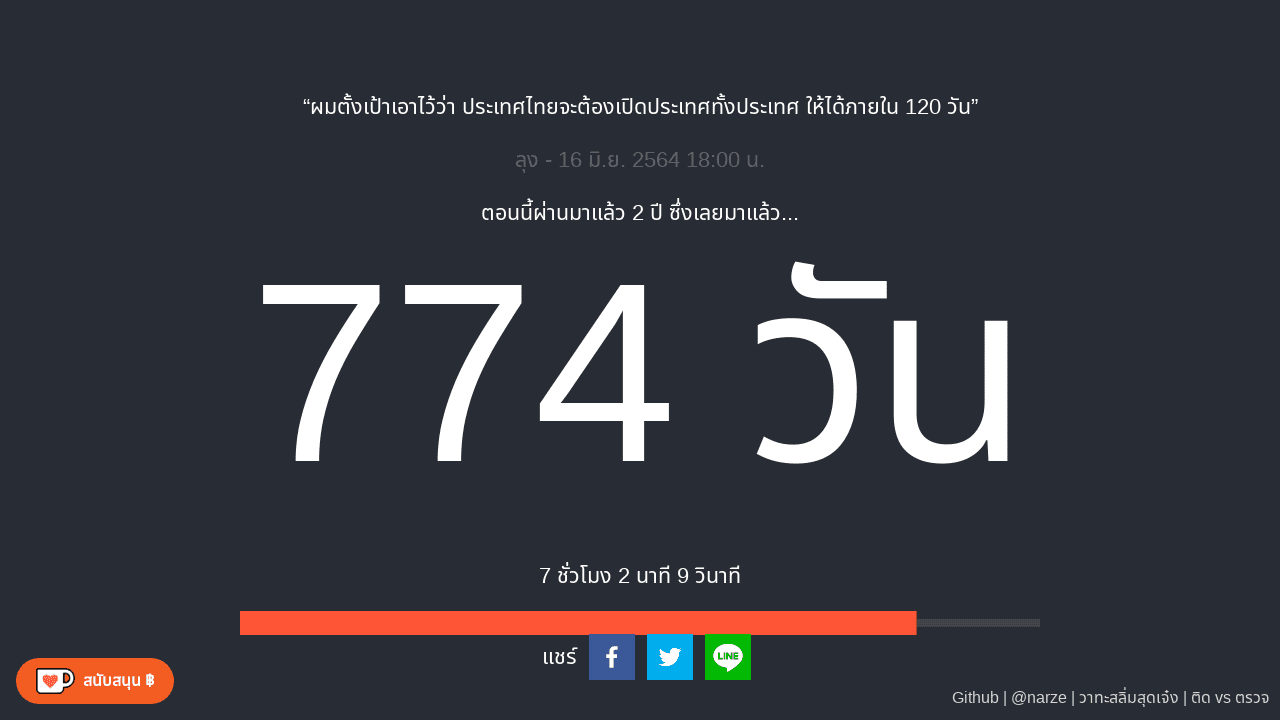 “ผมตั้งเป้าเอาไว้ว่า ประเทศไทยจะต้องเปิดประเทศทั้งประเทศ ให้ได้ภายใน 120 วัน”
ลุง - 16 มิ.ย. 2564 18:00 น.
ตอนนี้ผ่านมาแล้ว 2 ปี ซึ่งเลยมาแล้ว...
774 วัน
7 ชั่วโมง 2 นาที 9 วินาที
แชร์
LINE
สนับสนุน ฿
Github | @narze | วาทะสลิ่มสุดเจ๋ง | ติด vs ตรวจ